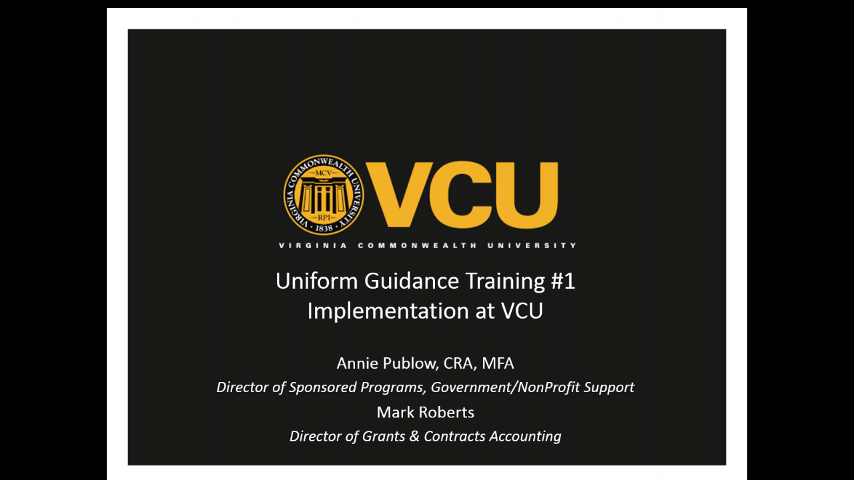 VIRGINIA COMMONWEALTH UNIVERSITY
MCV
RPI
1838
VCU
VIRGINIA COMMONWEALTH UNIVERSITY
Uniform Guidance Training #1
Implementation at VCU
Annie Publow, CRA, MFA
Director of Sponsored Programs, Government/NonProfit Support
Mark Roberts
Director of Grants & Contracts Accounting